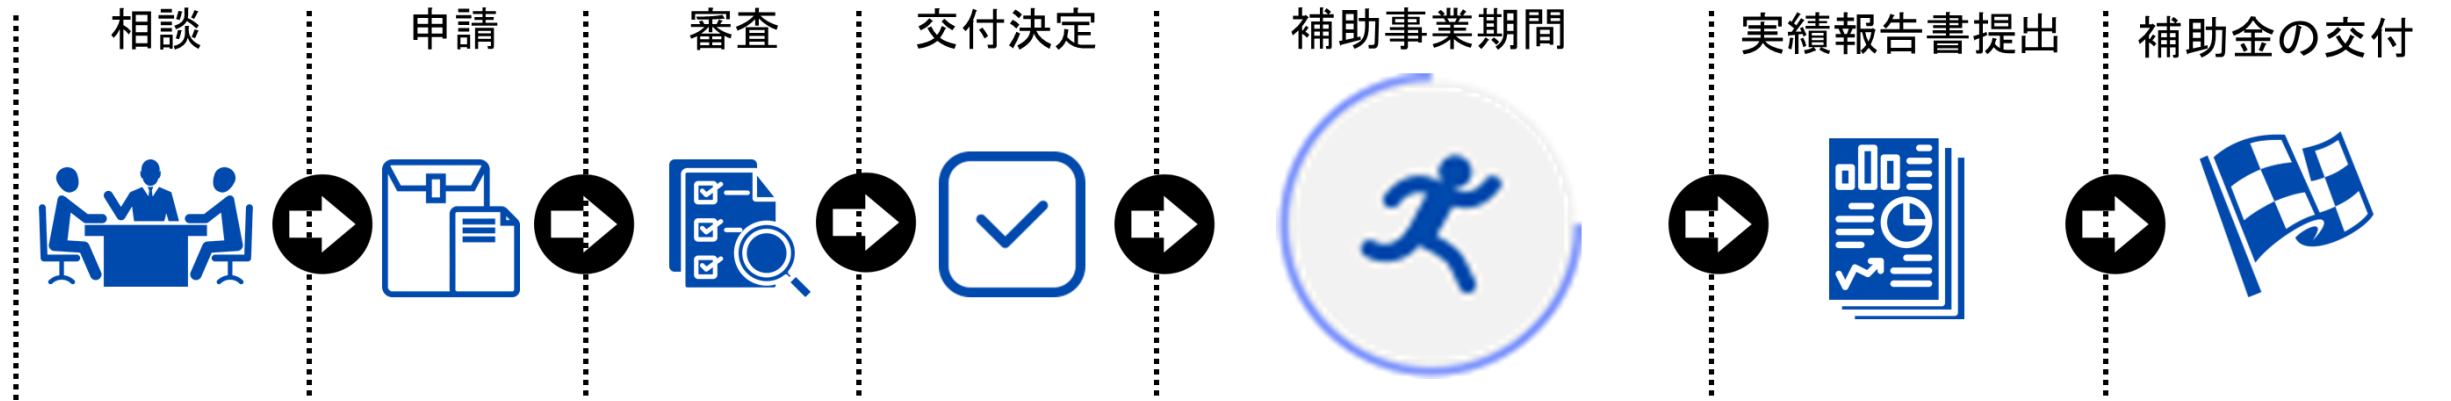 相談
申請
審査
交付決定
補助事業期間
実績報告書提出
補助金の交付